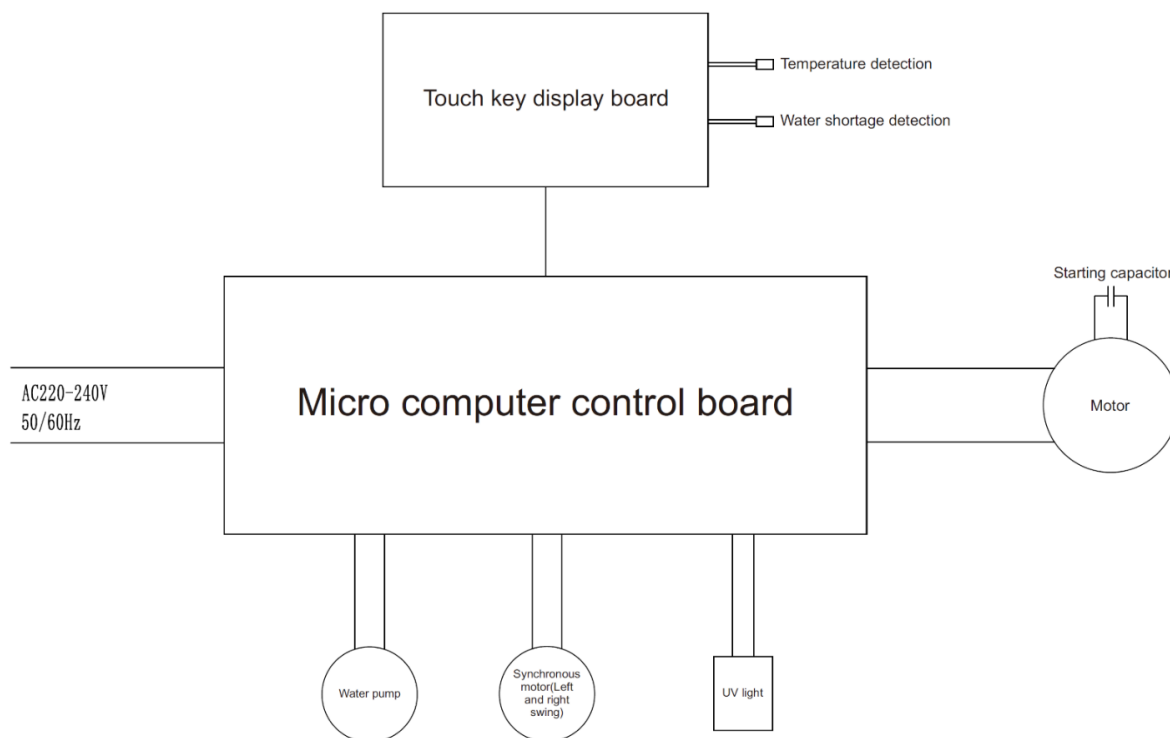 Temperature detection
Touch key display board
Water shortage detection
Starting capacitor
AC220-240V
50/60Hz
Micro computer control board
Motor
Water pump
Synchronous
motor(Left
and right
swing)
UV light